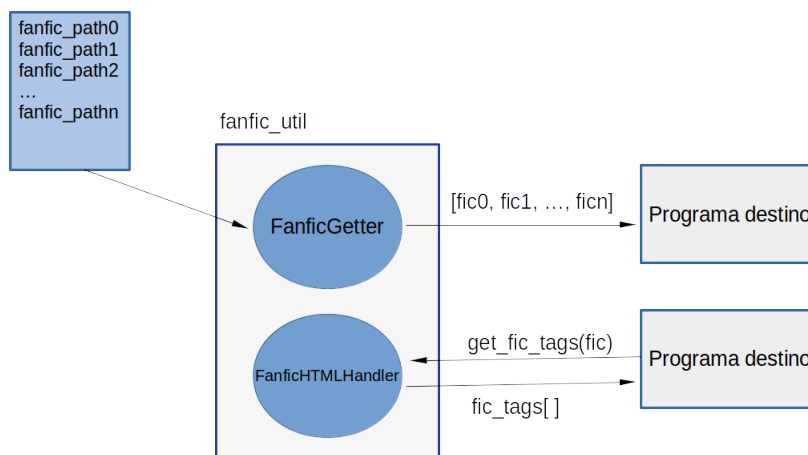 fanfic_path0
fanfic_path1
fanfic_path2
...
fanfic_pathn
fanfic_util
FanficGetter
[fic0, fic1, ..., ficn]
Programa destino
get_fic_tags(fic)
FanficHTMLHandler
Programa destino
fic_tags[ ]